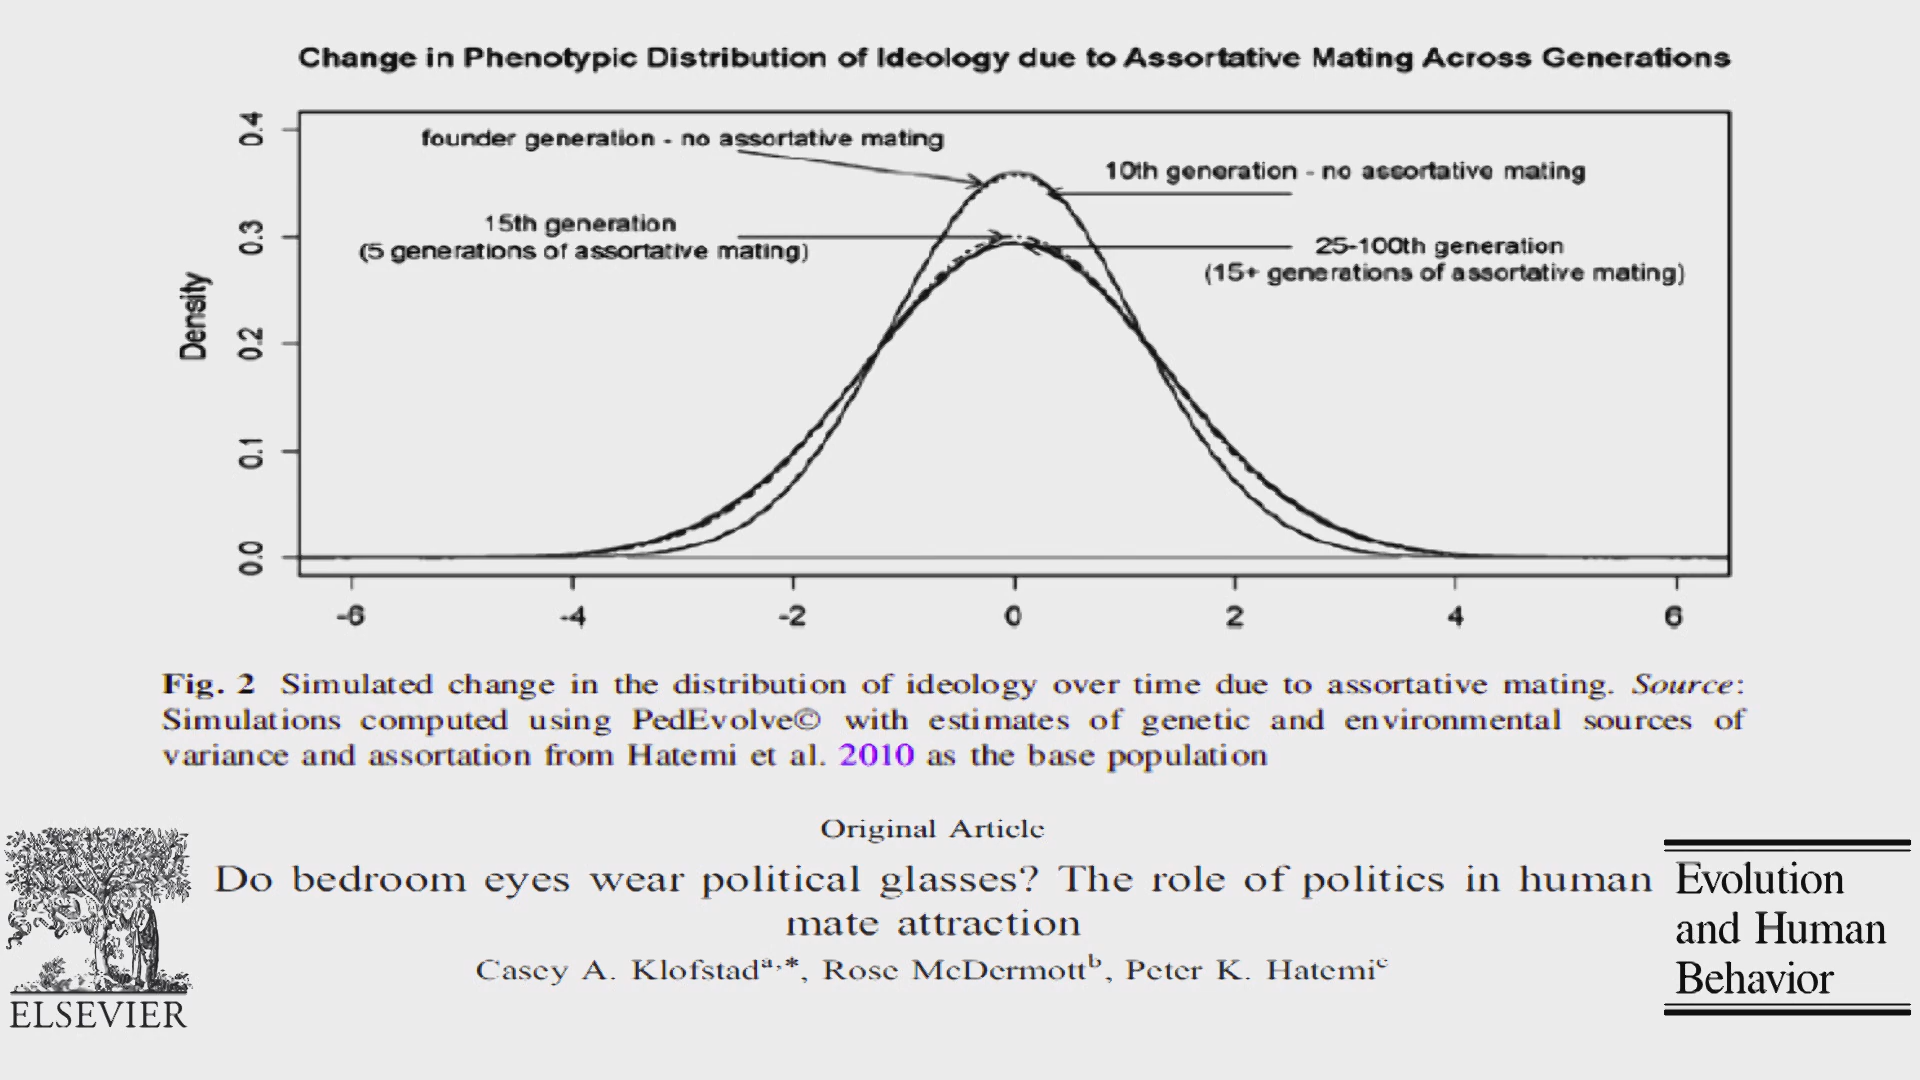 Change in Phenotypic Distribution of Ideology due to Assortative Mating Across Generations
founder generation - no assortative mating
10th generation - no assortative mating
15th generation
(5 generations of assortative mating)
25-100th generation
(15+ generations of assortative mating)
Density
0.4
0.3
0.2
0.1
0.0
-6 -4 -2 0 2 4 6
Fig. 2 Simulated change in the distribution of ideology over time due to assortative mating. Source:
Simulations computed using PedEvolve© with estimates of genetic and environmental sources of
variance and assortation from Hatemi et al. 2010 as the base population
Original Article
Do bedroom eyes wear political glasses? The role of politics in human
mate attraction
Casey A. Klofstadᵃ,*, Rose McDermottᵇ, Peter K. Hatemiᶜ
ELSEVIER
Evolution
and Human
Behavior